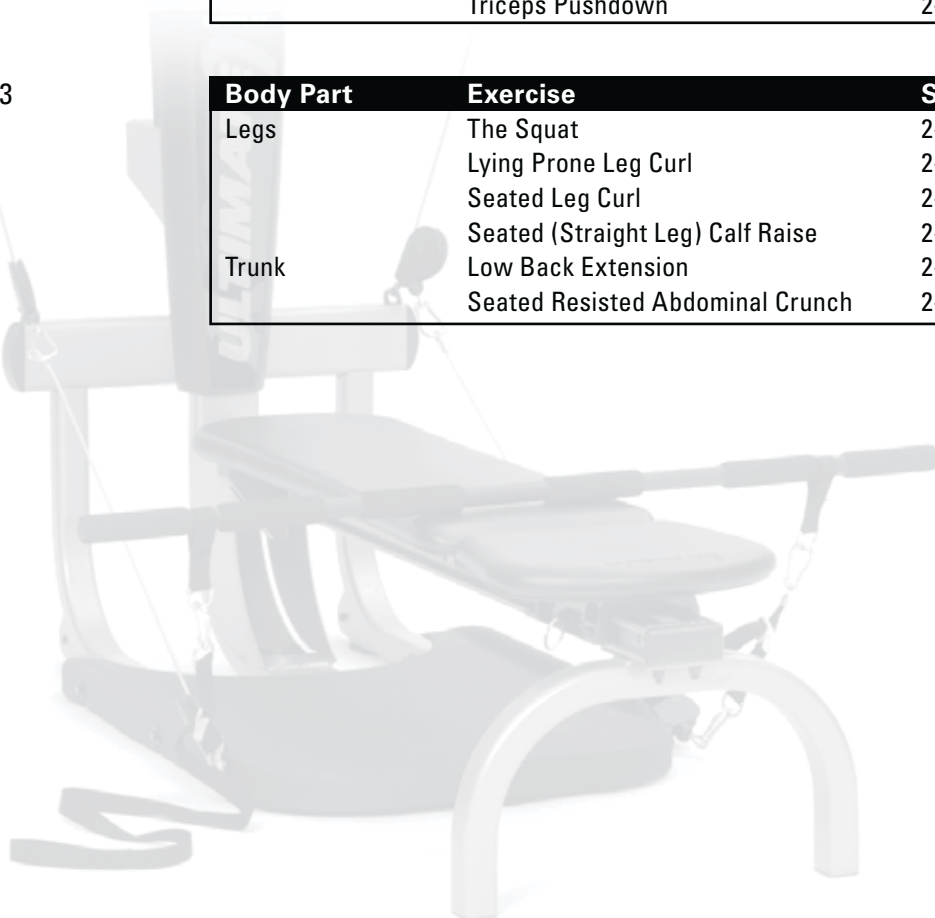 Triceps Pushdown 2-
3 Body Part Exercise S
Legs The Squat 2-
Lying Prone Leg Curl 2-
Seated Leg Curl 2-
Seated (Straight Leg) Calf Raise 2-
Trunk Low Back Extension 2-
Seated Resisted Abdominal Crunch 2-
ULTIMATE